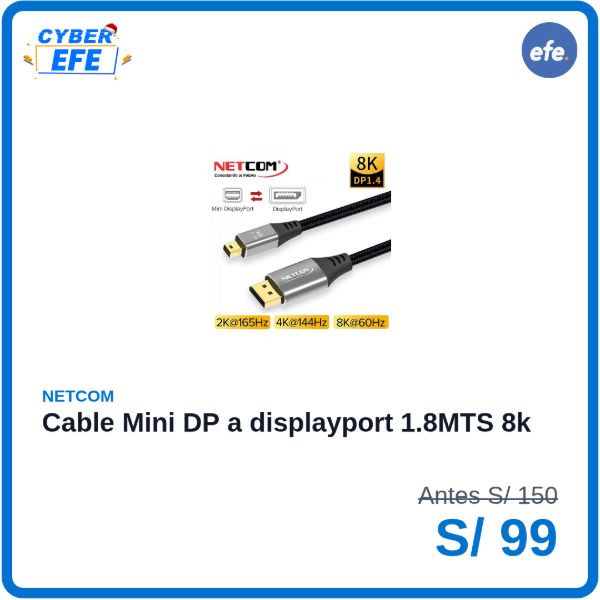 CYBER
EFE
efe.
NETCOM®
Conectando al Futuro
8K
DP1.4
Mini DisplayPort
DisplayPort
NETCOM
2K@165Hz 4K@144Hz 8K@60Hz
NETCOM
Cable Mini DP a displayport 1.8MTS 8k
Antes S/ 150
S/ 99